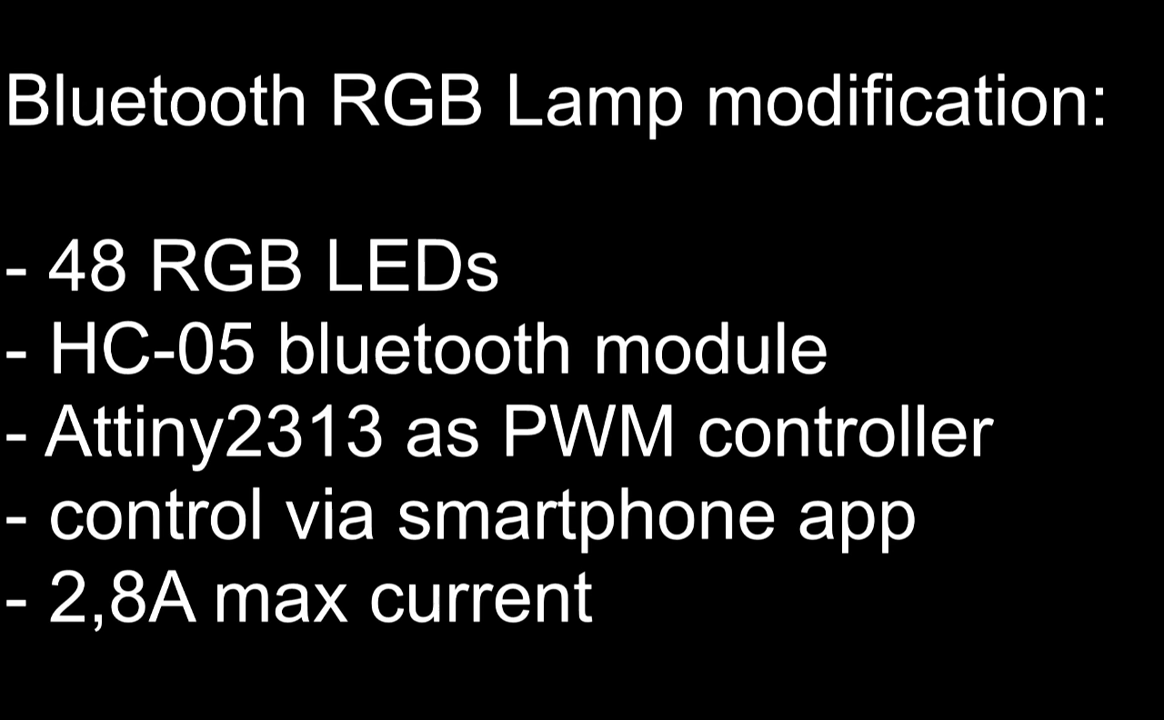 Bluetooth RGB Lamp modification:
- 48 RGB LEDs
- HC-05 bluetooth module
- Attiny2313 as PWM controller
- control via smartphone app
- 2,8A max current